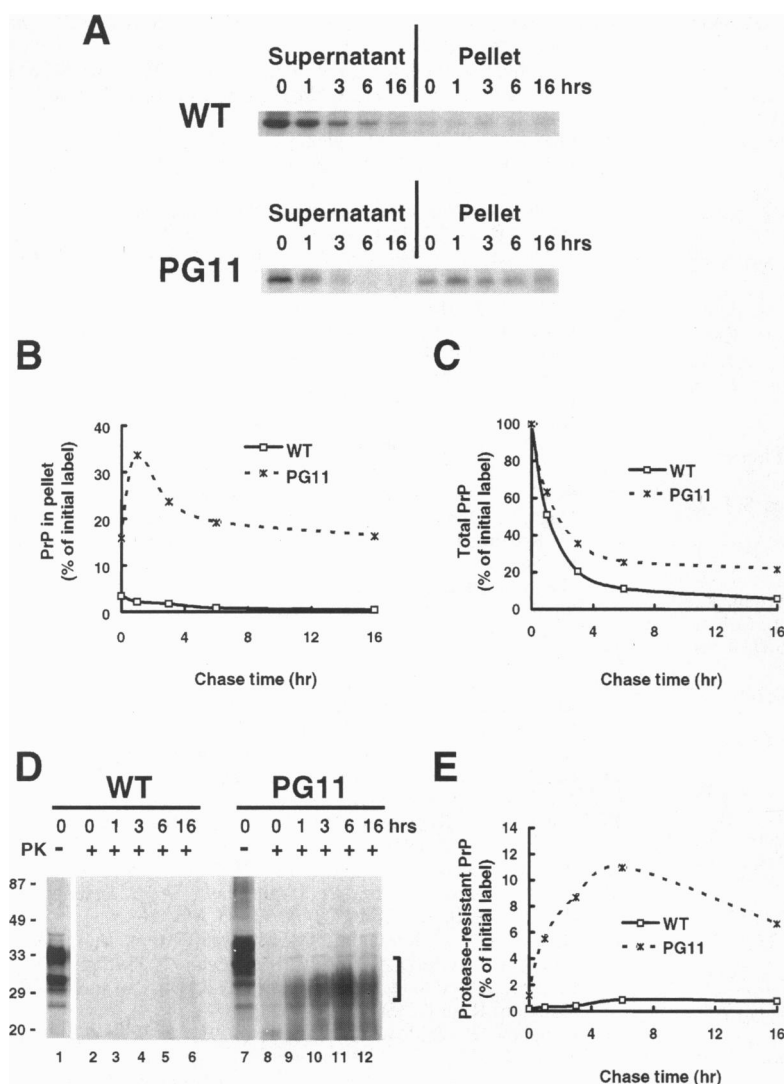 A
Supernatant Pellet
0 1 3 6 16 0 1 3 6 16 hrs
WT
Supernatant Pellet
0 1 3 6 16 0 1 3 6 16 hrs
PG11
B
PrP in pellet
(% of initial label)
40
30
20
10
0
WT
PG11
0 4 8 12 16
Chase time (hr)
C
Total PrP
(% of initial label)
100
80
60
40
20
0
WT
PG11
0 4 8 12 16
Chase time (hr)
D
WT PG11
0 0 1 3 6 16 0 0 1 3 6 16 hrs
PK - + + + + + - + + + + +
87 -
49 -
33 -
29 -
20 -
1 2 3 4 5 6 7 8 9 10 11 12
E
Protease-resistant PrP
(% of initial label)
14
12
10
8
6
4
2
0
WT
PG11
0 4 8 12 16
Chase time (hr)